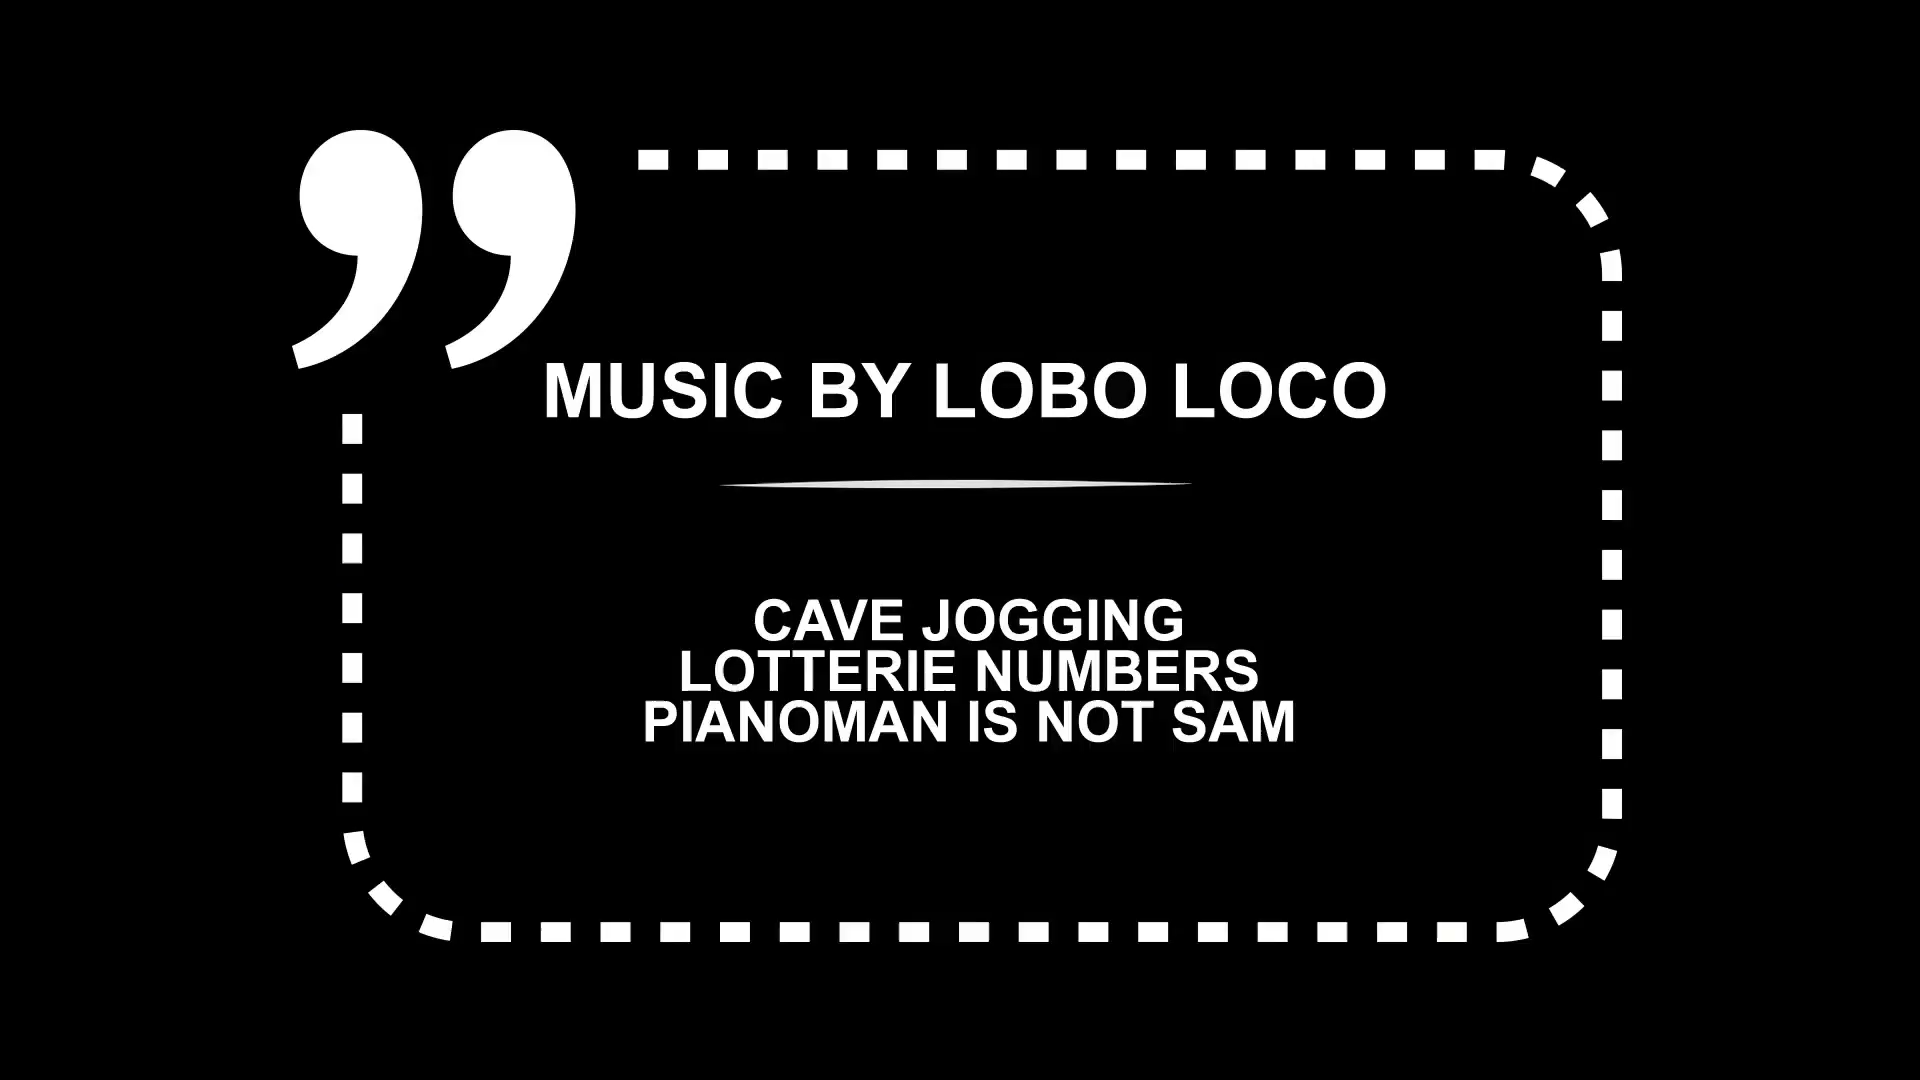 MUSIC BY LOBO LOCO
CAVE JOGGING
LOTTERIE NUMBERS
PIANOMAN IS NOT SAM